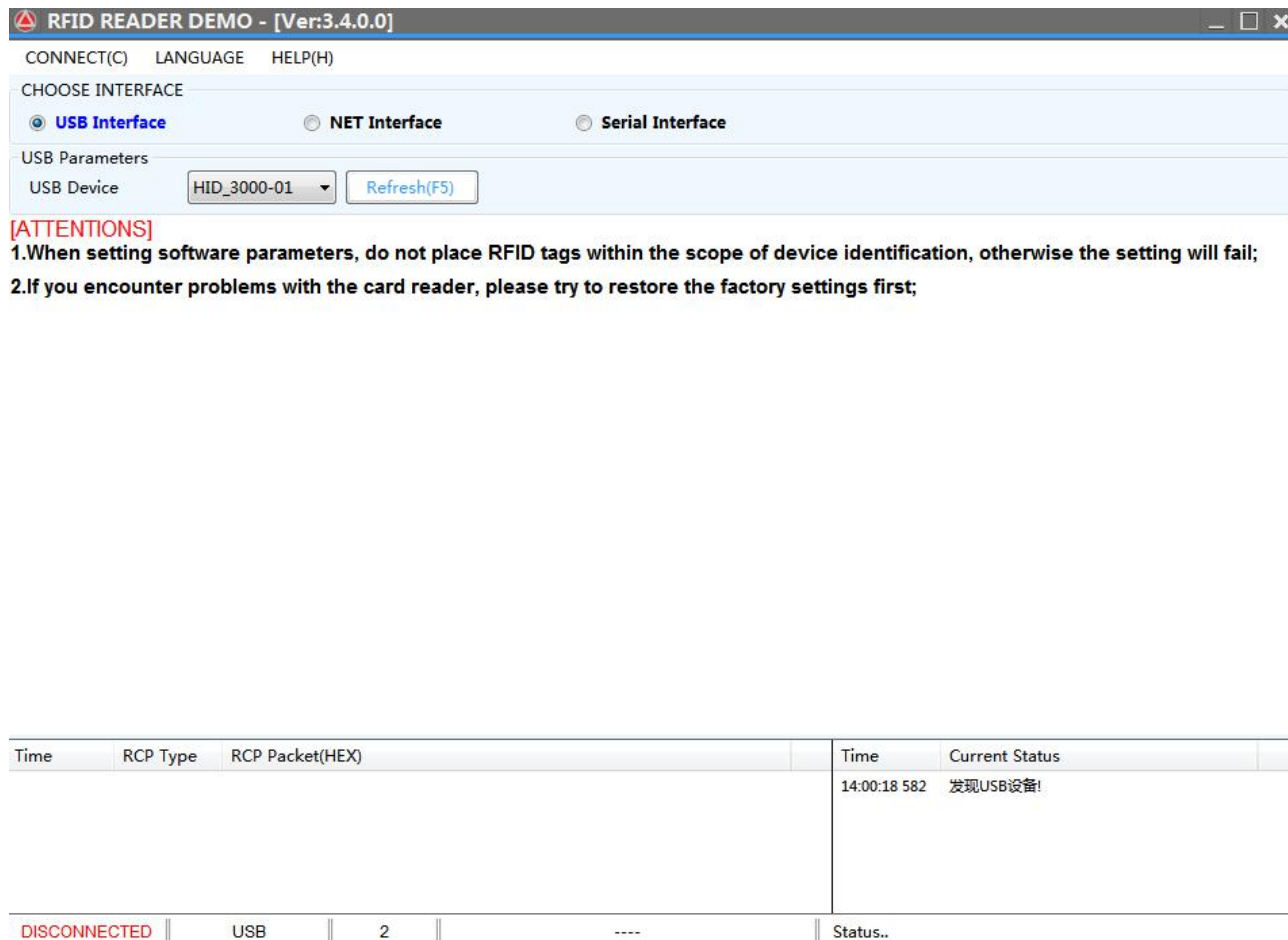 RFID READER DEMO - [Ver:3.4.0.0]
CONNECT(C) LANGUAGE HELP(H)
CHOOSE INTERFACE
USB Interface NET Interface Serial Interface
USB Parameters
USB Device HID_3000-01 Refresh(F5)
[ATTENTIONS]
1.When setting software parameters, do not place RFID tags within the scope of device identification, otherwise the setting will fail;
2.If you encounter problems with the card reader, please try to restore the factory settings first;
Time RCP Type RCP Packet(HEX) Time Current Status
14:00:18 582 发现USB设备!
DISCONNECTED USB 2 ---- Status..